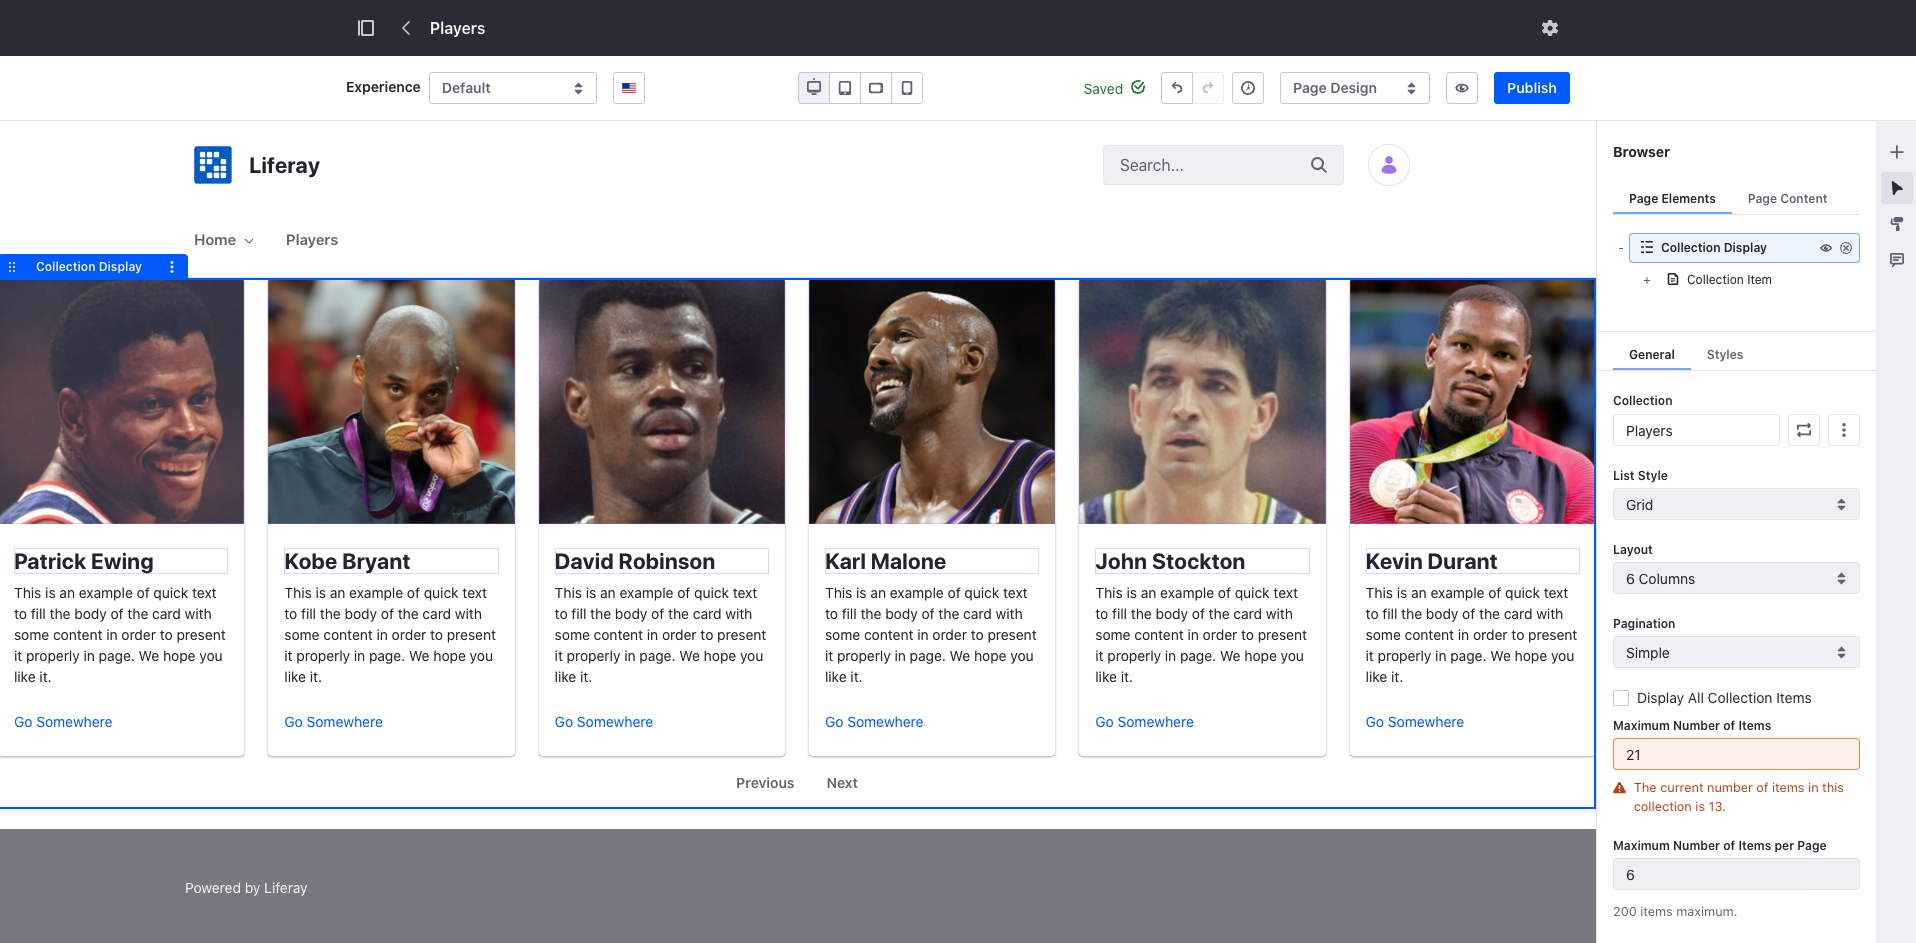 Players
Experience
Default
Saved
Page Design
Publish
Liferay
Search...
Home
Players
Collection Display
Patrick Ewing
This is an example of quick text
to fill the body of the card with
some content in order to present
it properly in page. We hope you
like it.
Go Somewhere
Kobe Bryant
This is an example of quick text
to fill the body of the card with
some content in order to present
it properly in page. We hope you
like it.
Go Somewhere
David Robinson
This is an example of quick text
to fill the body of the card with
some content in order to present
it properly in page. We hope you
like it.
Go Somewhere
Karl Malone
This is an example of quick text
to fill the body of the card with
some content in order to present
it properly in page. We hope you
like it.
Go Somewhere
John Stockton
This is an example of quick text
to fill the body of the card with
some content in order to present
it properly in page. We hope you
like it.
Go Somewhere
Kevin Durant
This is an example of quick text
to fill the body of the card with
some content in order to present
it properly in page. We hope you
like it.
Go Somewhere
Previous
Next
Powered by Liferay
Browser
Page Elements
Page Content
Collection Display
Collection Item
General
Styles
Collection
Players
List Style
Grid
Layout
6 Columns
Pagination
Simple
Display All Collection Items
Maximum Number of Items
21
The current number of items in this
collection is 13.
Maximum Number of Items per Page
6
200 items maximum.